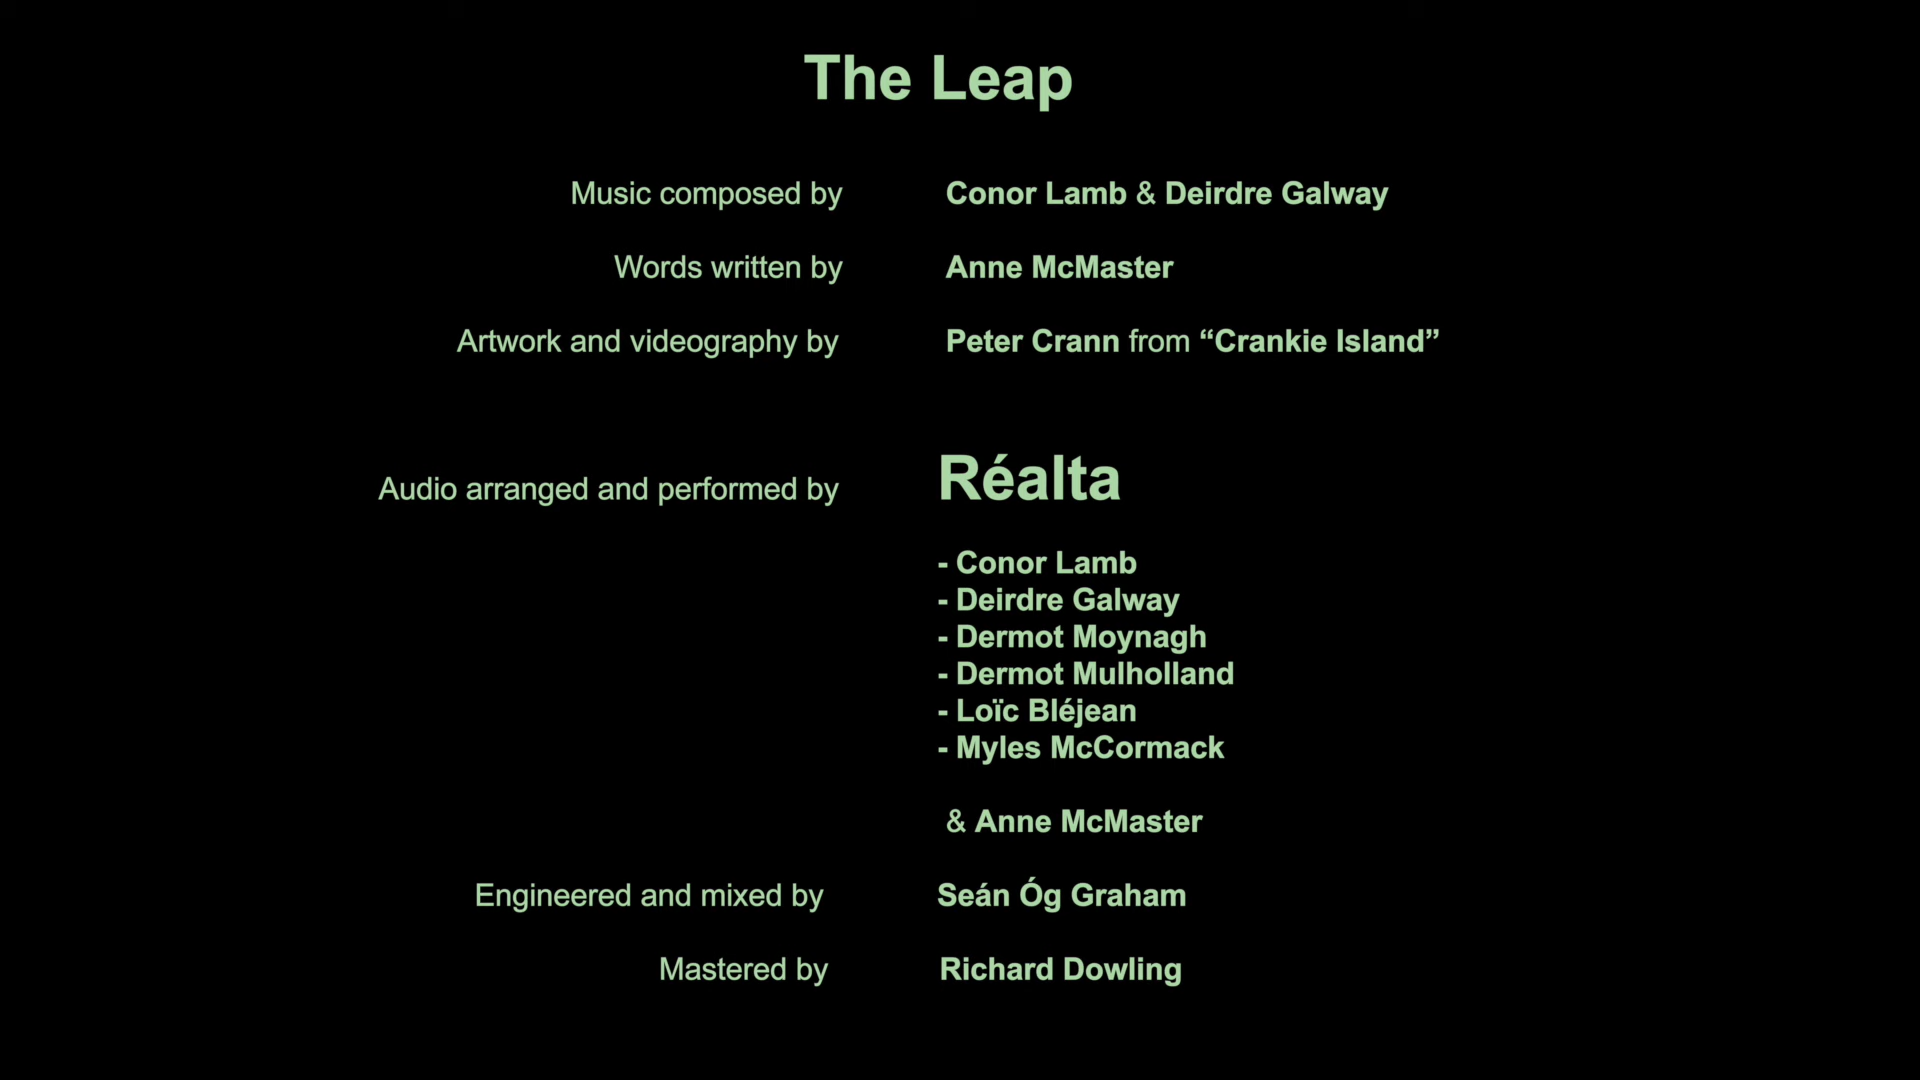 The Leap
Music composed by Conor Lamb & Deirdre Galway
Words written by Anne McMaster
Artwork and videography by Peter Crann from “Crankie Island”
Audio arranged and performed by Réalta
- Conor Lamb
- Deirdre Galway
- Dermot Moynagh
- Dermot Mulholland
- Loïc Bléjean
- Myles McCormack
& Anne McMaster
Engineered and mixed by Seán Óg Graham
Mastered by Richard Dowling